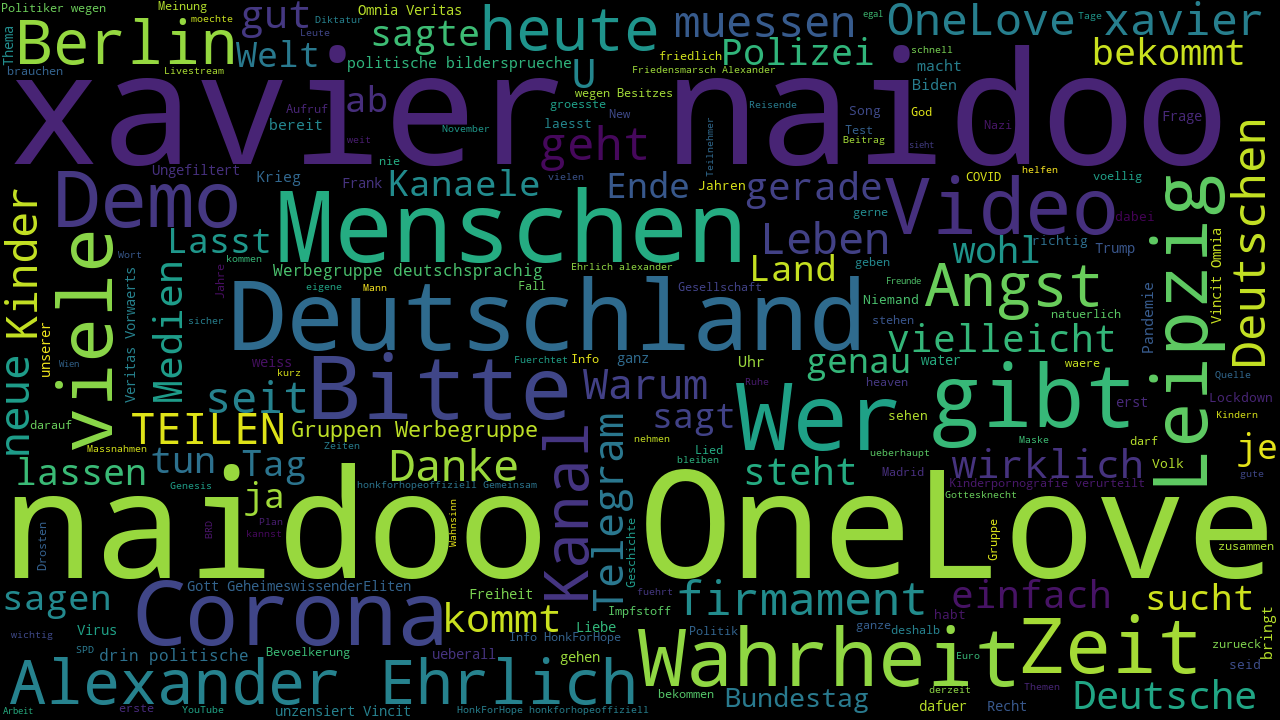 Politiker wegen
moechte
Meinung
Diktatur
Leute
Omnia Veritas
gut
Thema
Berlin
Welt
sagte
heute
muessen
egal
OneLove
Tage
xavier
politische bildersprueche
U
friedlich
Polizei
schnell
macht
bekommt
brauchen
Livestream
Friedensmarsch Alexander
Biden
xavier naidoo
wegen Besitzes
Aufruf
ab
groesste
New
Reisende
Song
God
Nazi
Frage
bereit
November
weit
laesst
geht
Teilnehmer
Test
Beitrag
sieht
Ungefiltert
Krieg
nie
Frank
vielen
Kanaele
Ende
Jahren
gerade
COVID
helfen
voellig
Demo
Menschen
Video
dabei
gerne
Kinder
viele
Wort
Lasst
kommen
Leben
wohl
richtig
Trump
Leipzig
Deutschen
Vincit Omnia
Medien
Jahre
Werbegruppe deutschsprachig
Ehrlich alexander
Land
geben
Angst
eigene
Mann
Fall
Gesellschaft
Niemand
Freunde
Veritas Vorwaerts
Deutschland
natuerlich
Pandemie
sicher
stehen
vielleicht
neue
unserer
Wien
weiss
kurz
Fuerchtet
Info
ganz
Uhr
genau
water
waere
Quelle
seit
Bitte
Warum
Ruhe
heaven
gibt
erst
Lockdown
darauf
TEILEN
Gruppen Werbegruppe
sagt
Wer
sehen
Kindern
Massnahmen
Zeiten
nehmen
Lied
ueberhaupt
Maske
darf
je
lassen
tun
Tag
Danke
Kanal
Telegram
bleiben
steht
Madrid
wirklich
Volk
gute
Genesis
ja
honkforhopeoffiziell Gemeinsam
Kinderpornografie verurteilt
Gottesknecht
naidoo
OneLove
Drosten
BRD
Plan
kannst
Wahnsinn
Geschichte
Gruppe
zusammen
Gott GeheimeswissenderEliten
sagen
Corona
Freiheit
fuehrt
firmament
einfach
sucht
kommt
Impfstoff
habt
wichtig
Virus
Liebe
Info HonkForHope
Politik
ganze
deshalb
bringt
SPD
drin politische
Bevoelkerung
ueberall
gehen
Wahrheit
Zeit
zurueck
Euro
seid
Alexander Ehrlich
bekommen
Bundestag
derzeit
Themen
Deutsche
Arbeit
erste
YouTube
unzensiert Vincit
HonkForHope honkforhopeoffiziell
dafuer
Recht